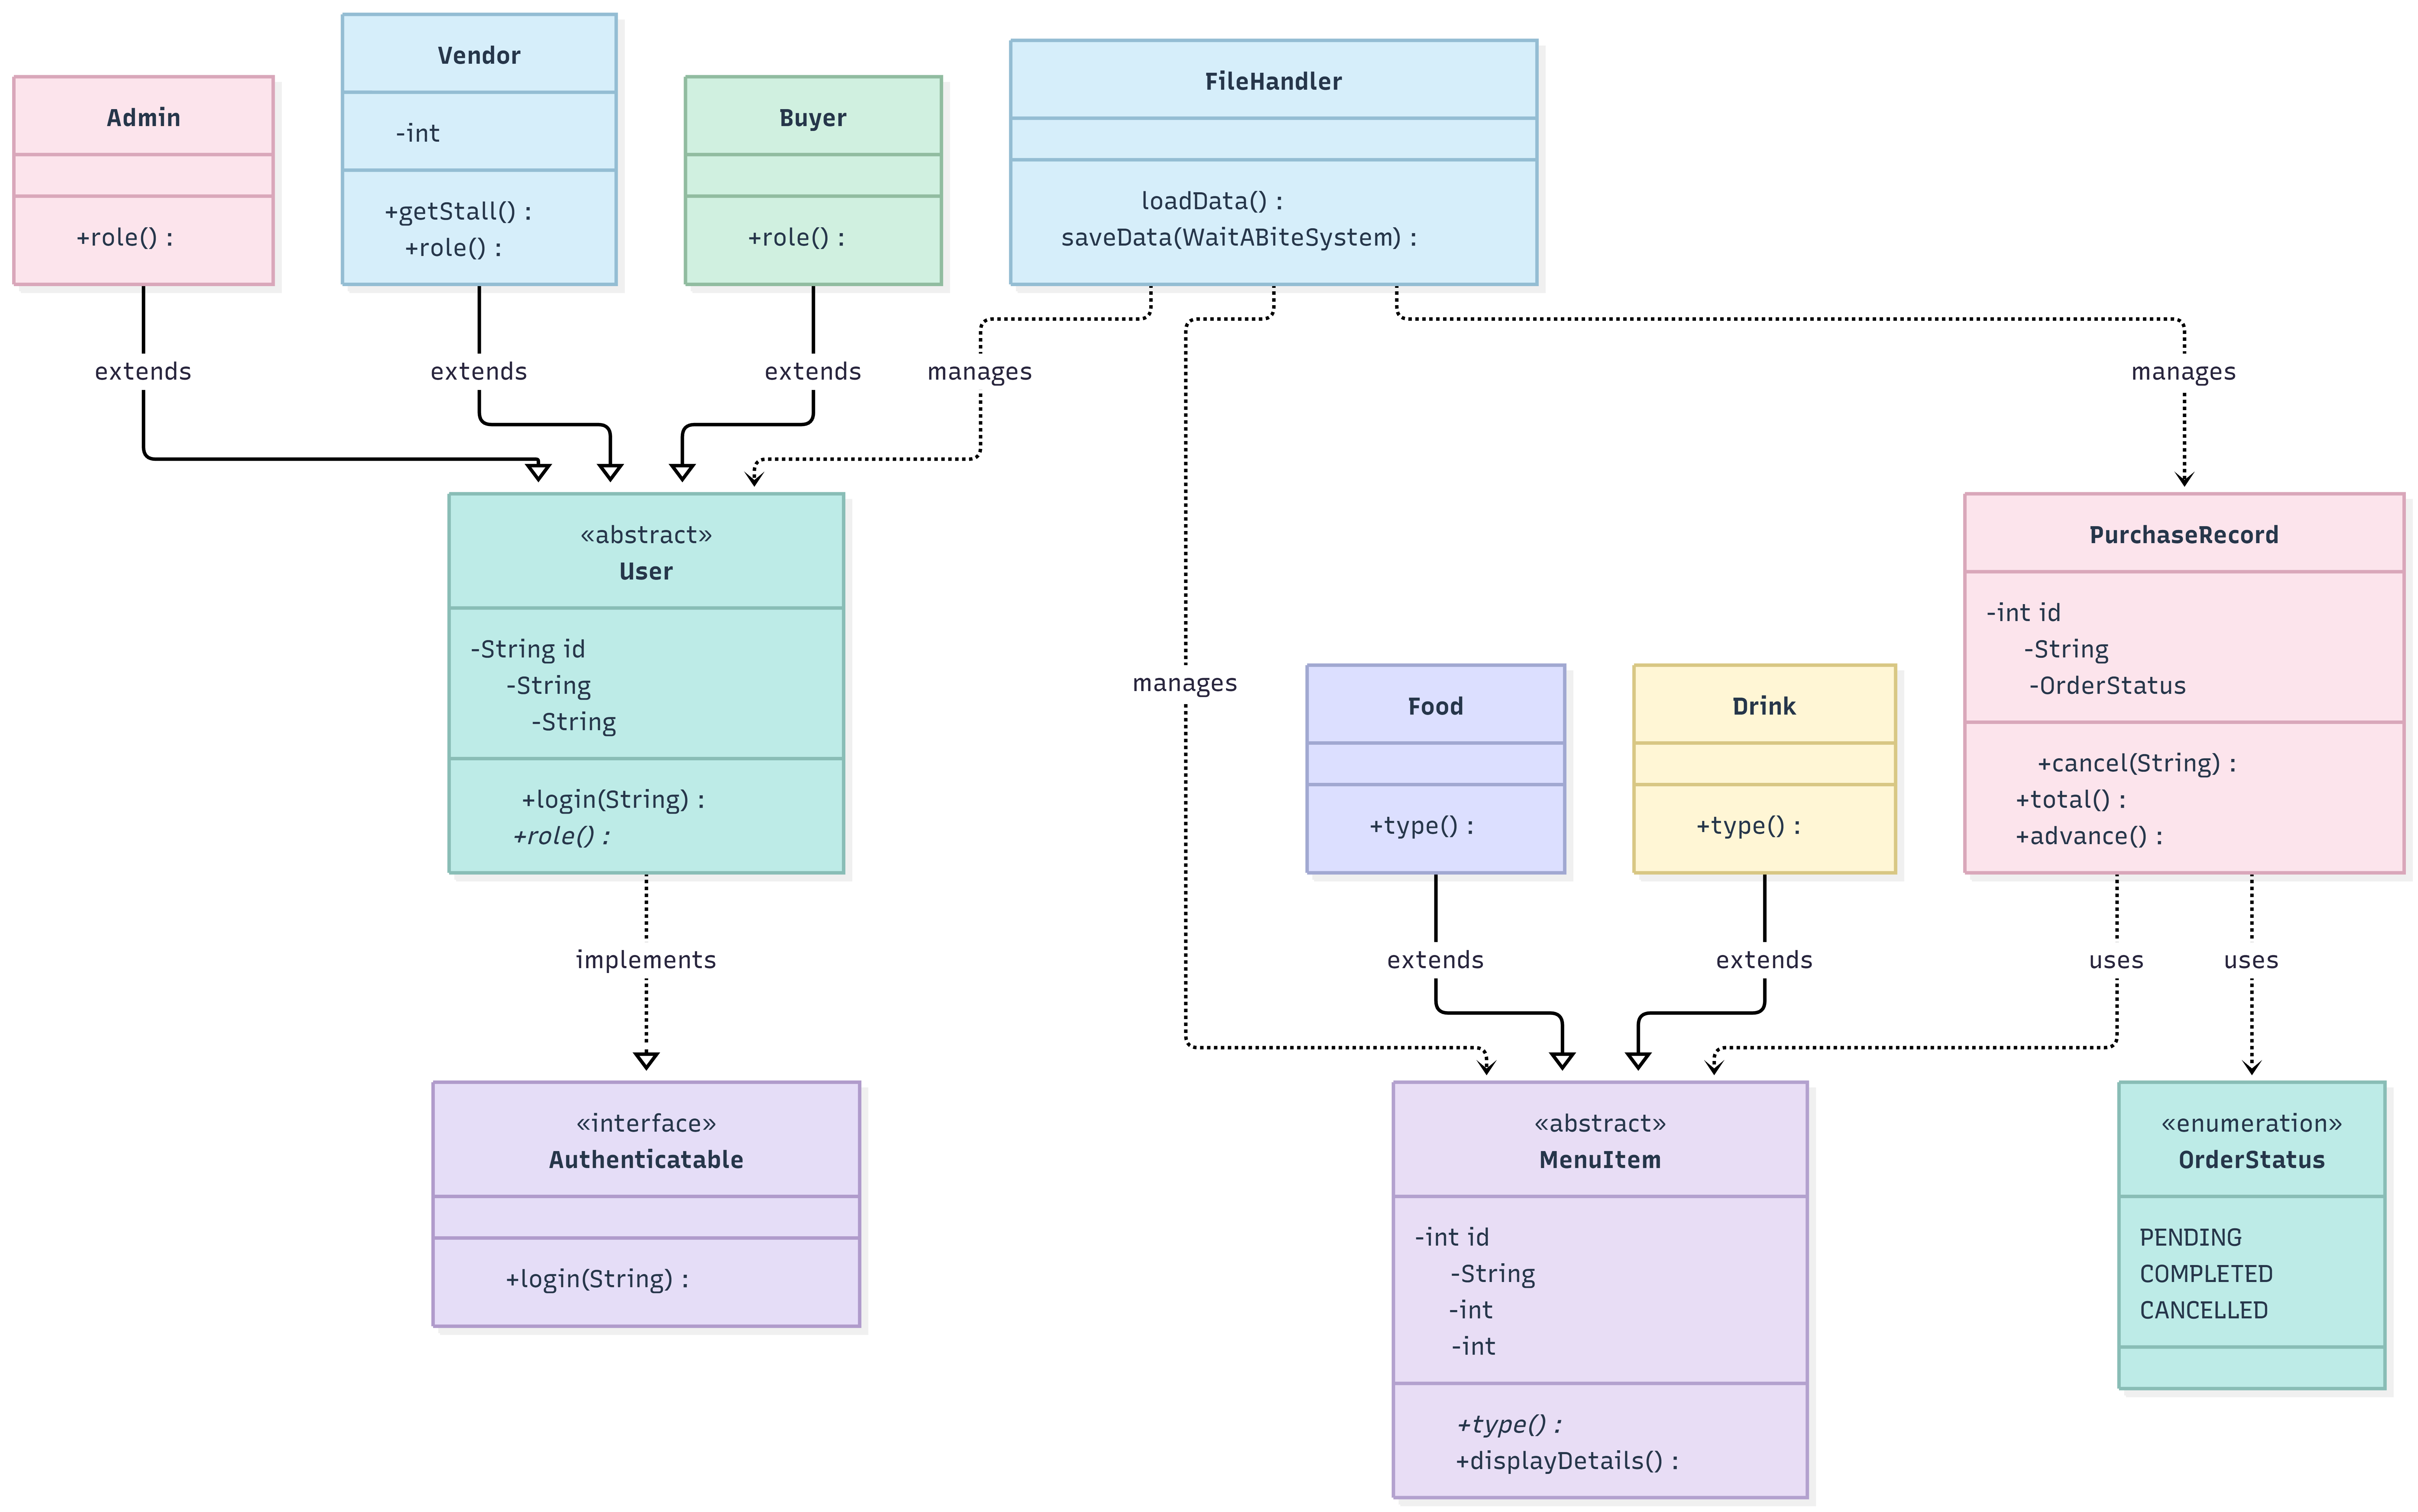 Admin
+role() :
Vendor
-int
+getStall() :
+role() :
Buyer
+role() :
FileHandler
loadData() :
saveData(WaitABiteSystem) :
extends
extends
extends
manages
manages
manages
«abstract»
User
-String id
-String
-String
+login(String) :
+role() :
Food
+type() :
Drink
+type() :
PurchaseRecord
-int id
-String
-OrderStatus
+cancel(String) :
+total() :
+advance() :
implements
extends
extends
uses
uses
«interface»
Authenticatable
+login(String) :
«abstract»
MenuItem
-int id
-String
-int
-int
+type() :
+displayDetails() :
«enumeration»
OrderStatus
PENDING
COMPLETED
CANCELLED